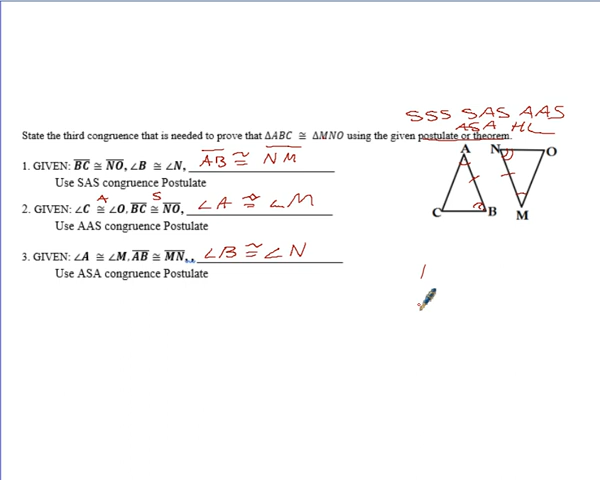 SSS SAS AAS
ASA HL
State the third congruence that is needed to prove that ΔABC ≅ ΔMNO using the given postulate or theorem.
1. GIVEN: BC ≅ NO, ∠B ≅ ∠N, AB ≅ NM
Use SAS congruence Postulate
A S
2. GIVEN: ∠C ≅ ∠O, BC ≅ NO, ∠A ≅ ∠M
Use AAS congruence Postulate
3. GIVEN: ∠A ≅ ∠M, AB ≅ MN,, ∠B ≅ ∠N
Use ASA congruence Postulate
A N O
C B M